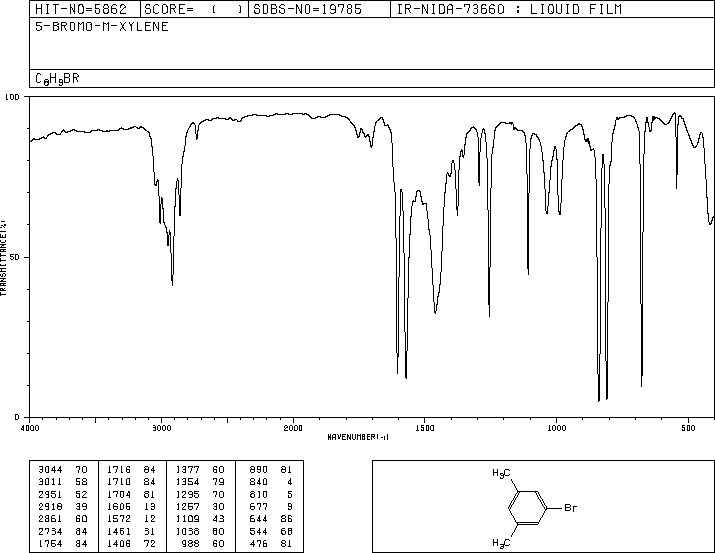 HIT-NO=5862 SCORE= ( ) SDBS-NO=19785 IR-NIDA-73660 : LIQUID FILM
5-BROMO-M-XYLENE
C8H9BR
100
50
0
TRANSMITTANCE(%)
4000 3000 2000 1500 1000 500
WAVENUMBER(-1)
3044 70 1716 84 1377 60 890 81
3011 58 1710 84 1354 79 840 4
2951 52 1704 81 1295 70 810 5
2918 39 1606 13 1257 30 677 9
2861 60 1572 12 1109 43 644 86
2734 84 1461 31 1038 60 544 68
1764 84 1406 72 988 60 476 81
H3C
Br
H3C